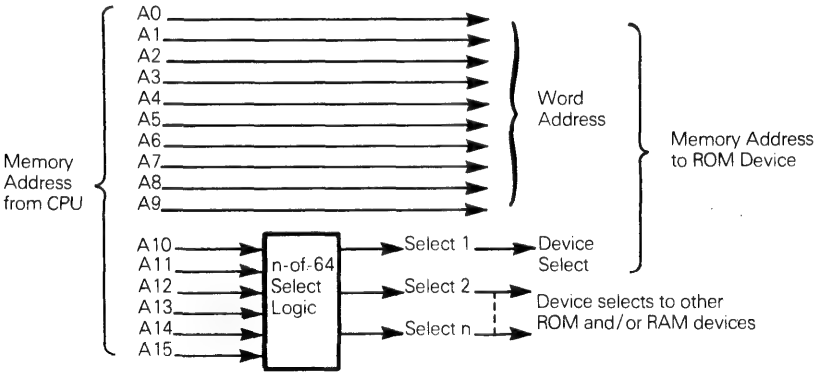 Memory
Address
from CPU
A0
A1
A2
A3
A4
A5
A6
A7
A8
A9
A10
A11
A12
A13
A14
A15
Word
Address
Memory Address
to ROM Device
n-of-64
Select
Logic
Select 1
Select 2
Select n
Device
Select
Device selects to other
ROM and/or RAM devices